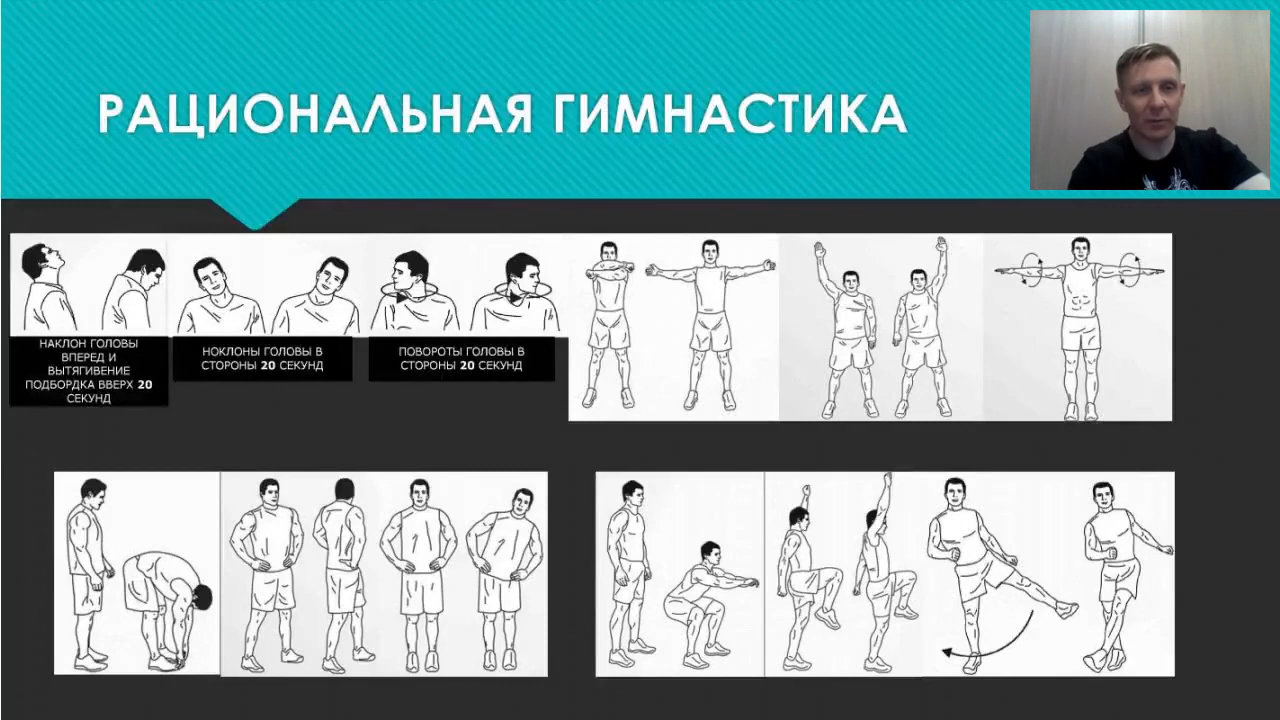 РАЦИОНАЛЬНАЯ ГИМНАСТИКА
НАКЛОН ГОЛОВЫ
ВПЕРЕД И
ВЫТЯГИВЕНИЕ
ПОДБОРДКА ВВЕРХ 20
СЕКУНД
НОКЛОНЫ ГОЛОВЫ В
СТОРОНЫ 20 СЕКУНД
ПОВОРОТЫ ГОЛОВЫ В
СТОРОНЫ 20 СЕКУНД